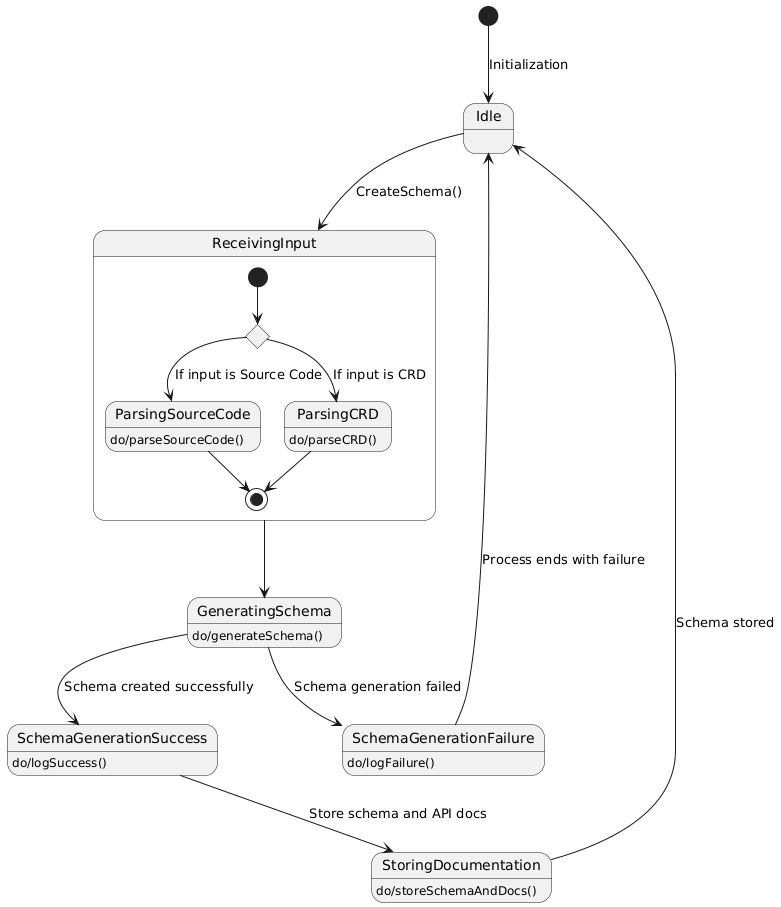 Initialization
Idle
CreateSchema()
ReceivingInput
If input is Source Code
If input is CRD
ParsingSourceCode
do/parseSourceCode()
ParsingCRD
do/parseCRD()
Process ends with failure
GeneratingSchema
do/generateSchema()
Schema stored
Schema created successfully
Schema generation failed
SchemaGenerationSuccess
do/logSuccess()
SchemaGenerationFailure
do/logFailure()
Store schema and API docs
StoringDocumentation
do/storeSchemaAndDocs()